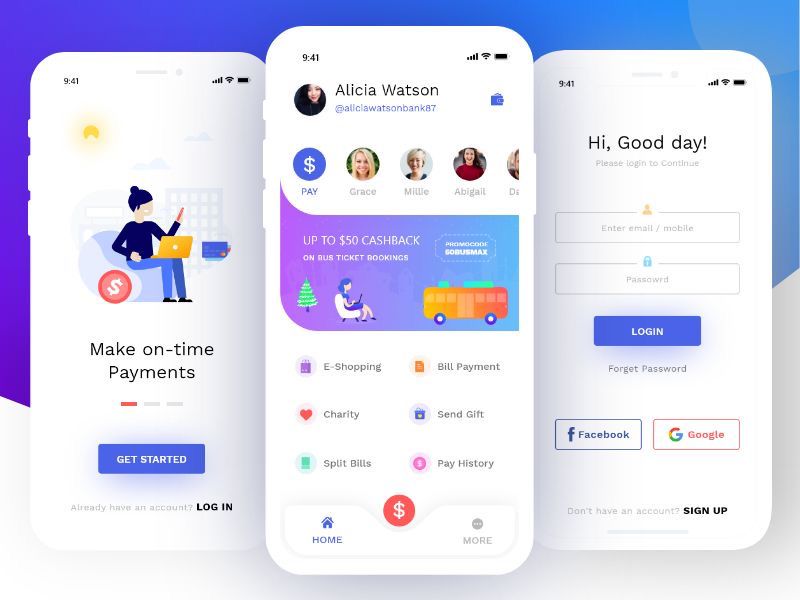 9:41
Make on-time
Payments
GET STARTED
Already have an account? LOG IN
9:41
Alicia Watson
@aliciawatsonbank87
$
PAY
Grace
Millie
Abigail
Da
UP TO $50 CASHBACK
ON BUS TICKET BOOKINGS
PROMOCODE
50BUSMAX
E-Shopping
Bill Payment
Charity
Send Gift
Split Bills
Pay History
$
HOME
MORE
9:41
Hi, Good day!
Please login to Continue
Enter email / mobile
Passowrd
LOGIN
Forget Password
Facebook
Google
Don't have an account? SIGN UP